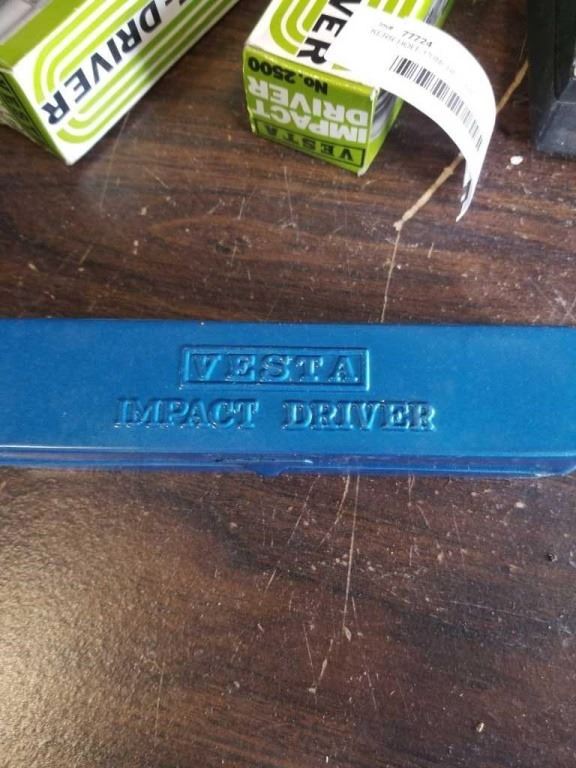 -DRIVER
VER
No.2500
IMPACT
DRIVER
VESTA
77724
VESTA
IMPACT DRIVER